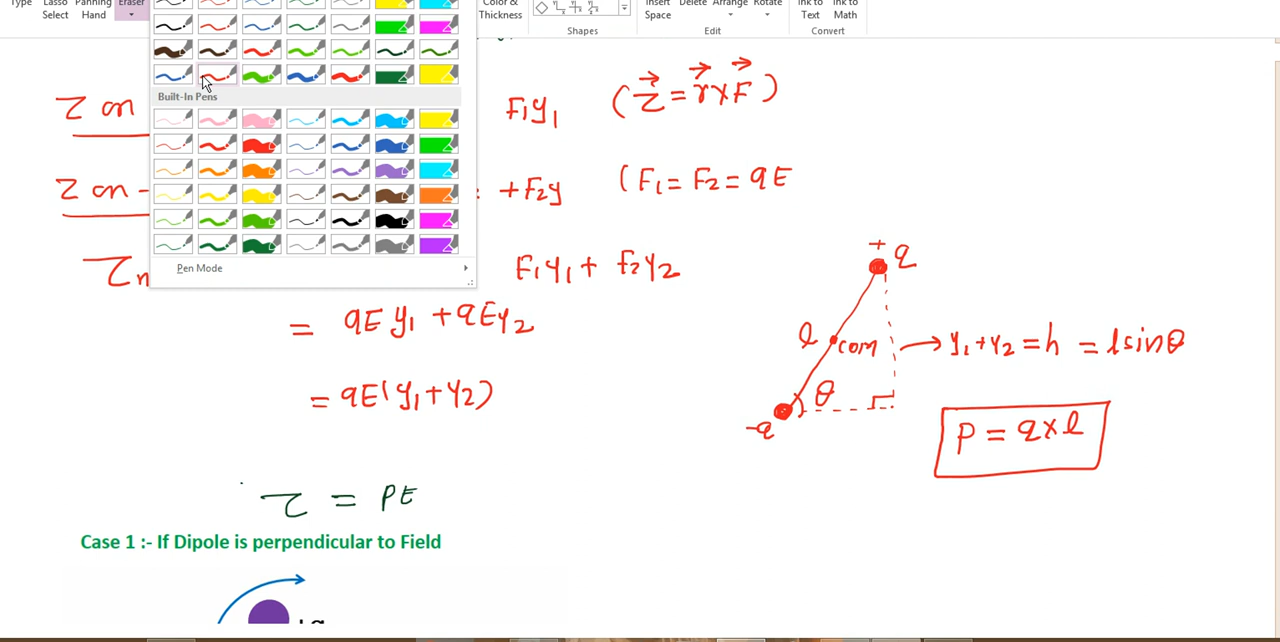 Type Lasso Select Panning Hand Eraser Color & Thickness Shapes Insert Space Delete Arrange Rotate Edit Ink to Text Ink to Math Convert
Built-In Pens
Pen Mode
τ on F1y1 (τ⃗ = r⃗ × F⃗)
τ on - + F2y (F1 = F2 = qE
τn F1y1 + f2y2
= qE y1 + qEy2
= qE(y1 + y2)
+ q
l com → y1 + y2 = h = l sinθ
θ
-q
P = q × l
τ = PE
Case 1 :- If Dipole is perpendicular to Field